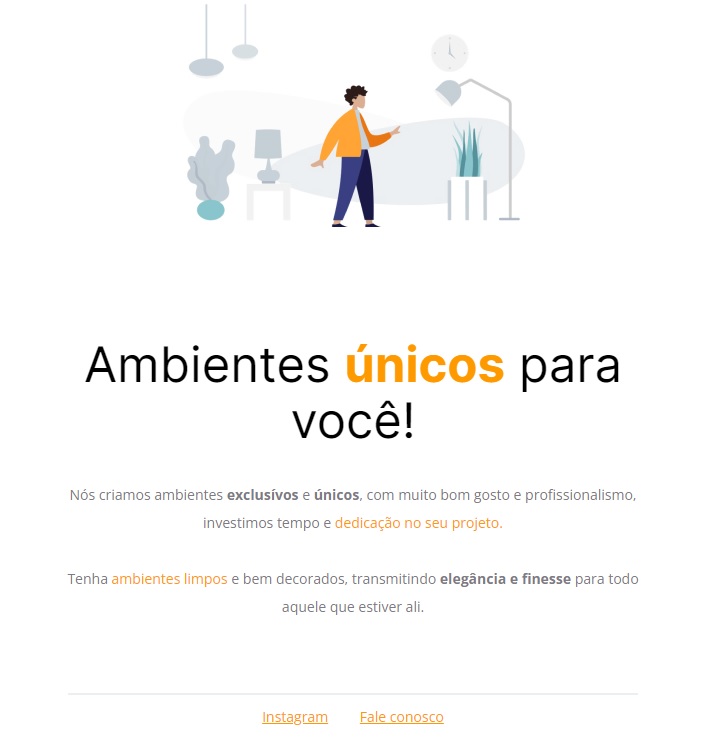 Ambientes únicos para
você!
Nós criamos ambientes exclusívos e únicos, com muito bom gosto e profissionalismo,
investimos tempo e dedicação no seu projeto.
Tenha ambientes limpos e bem decorados, transmitindo elegância e finesse para todo
aquele que estiver ali.
Instagram Fale conosco